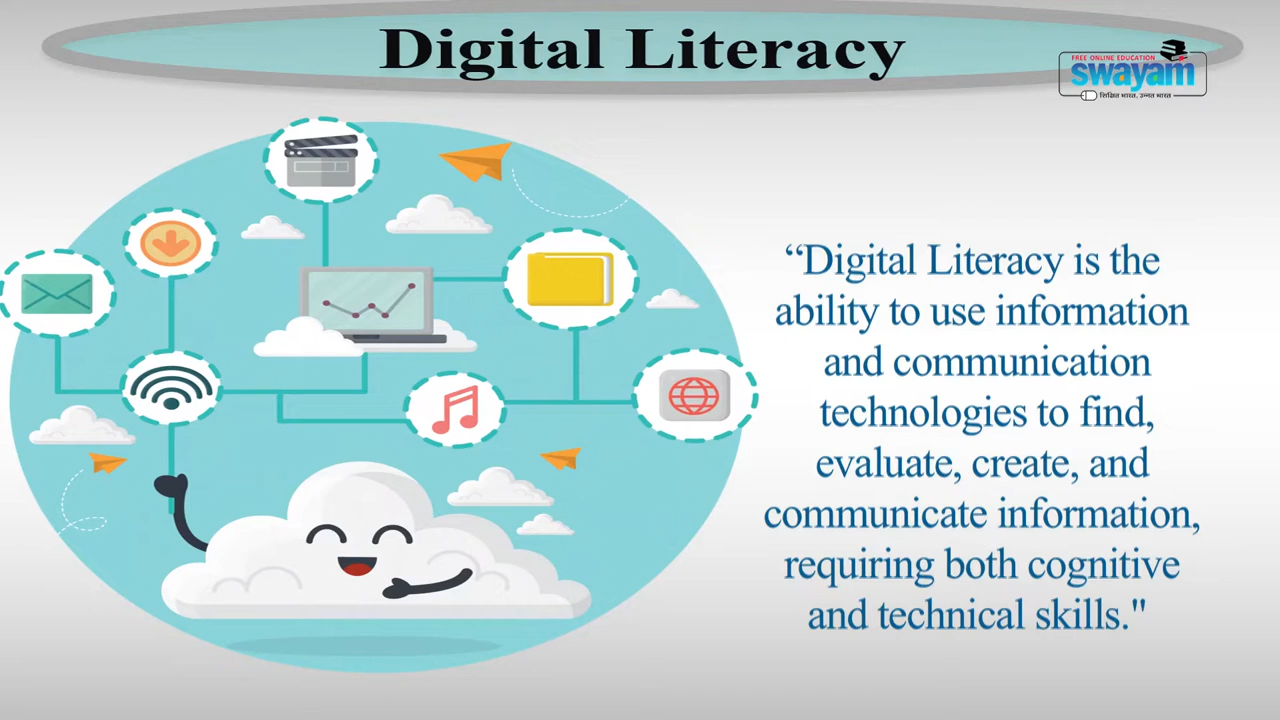 Digital Literacy
FREE ONLINE EDUCATION
swayam
शिक्षित भारत, उन्नत भारत
“Digital Literacy is the
ability to use information
and communication
technologies to find,
evaluate, create, and
communicate information,
requiring both cognitive
and technical skills."